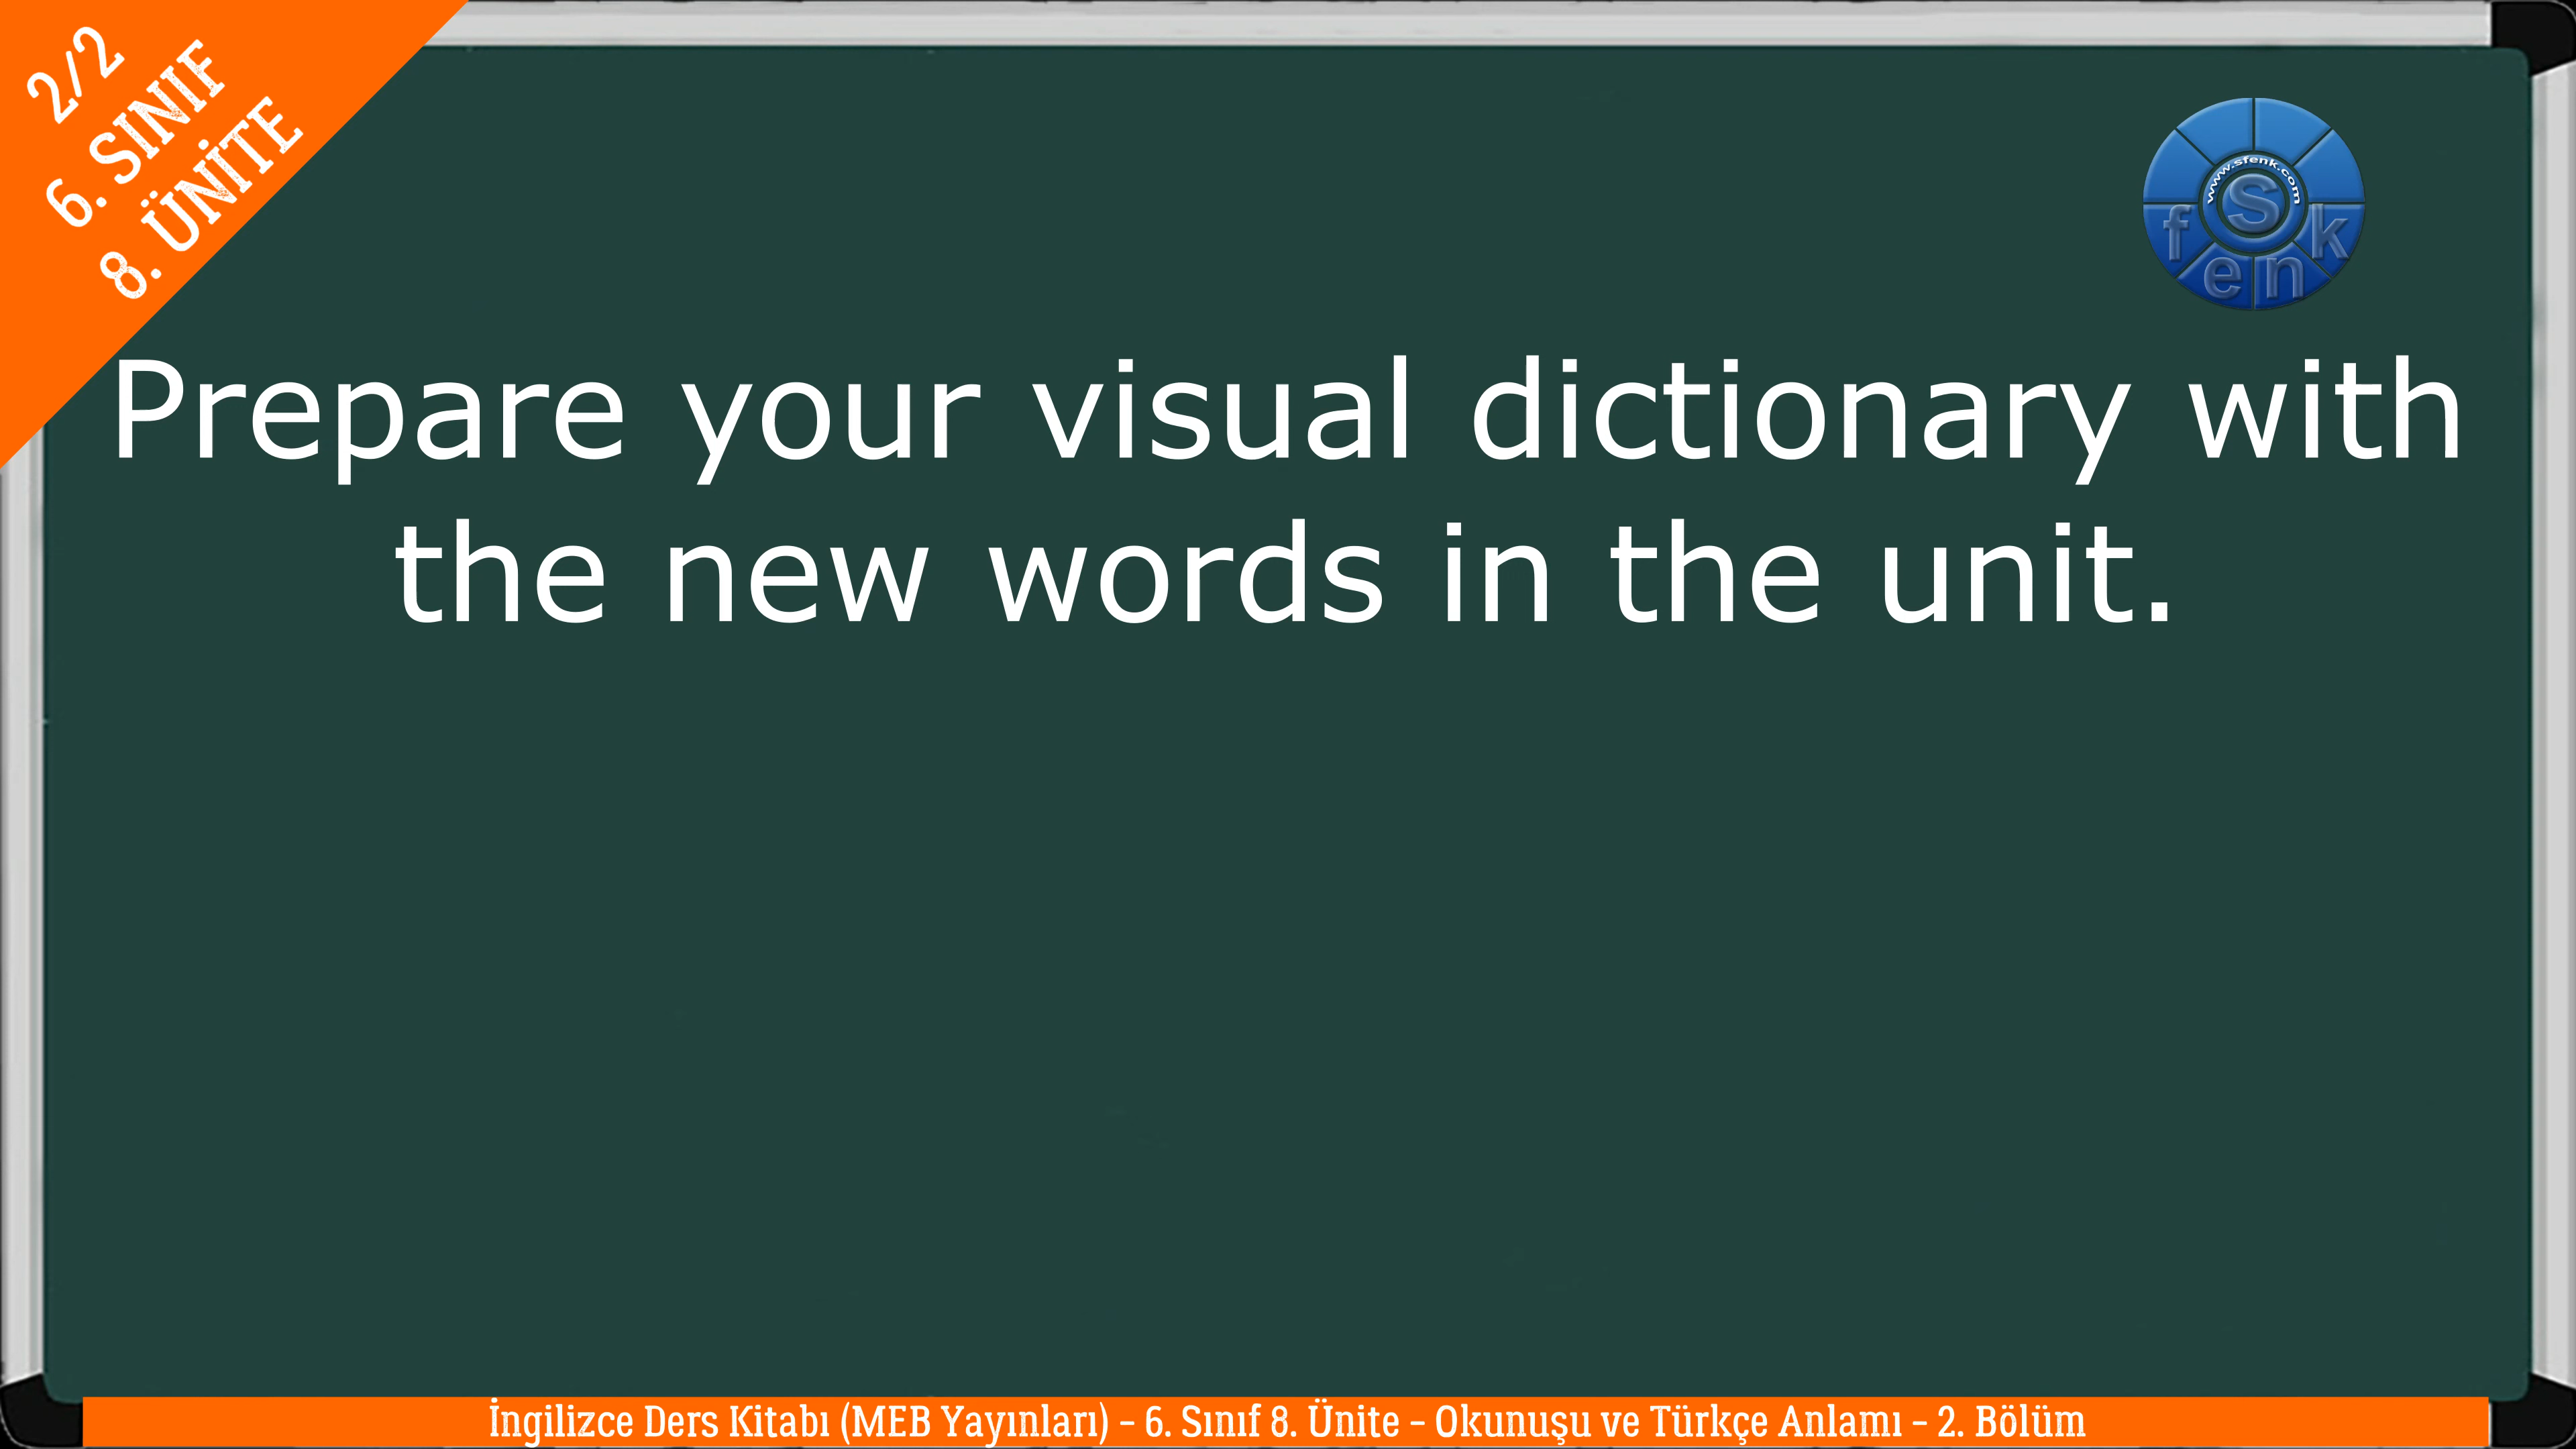 2/2
6. SINIF
8. ÜNİTE
www.sfenk.com
S
f e n k
Prepare your visual dictionary with
the new words in the unit.
İngilizce Ders Kitabı (MEB Yayınları) – 6. Sınıf 8. Ünite – Okunuşu ve Türkçe Anlamı – 2. Bölüm